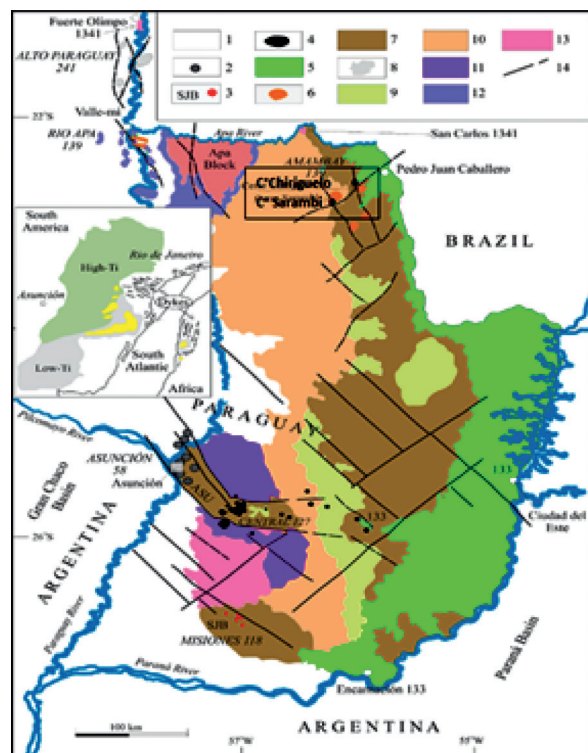 Fuerte Olimpo
1341
ALTO PARAGUAY
241
Valle-mi
22°S
RIO APA
139
1
2
SJB
3
4
5
6
7
8
9
10
11
12
13
14
Apa River
San Carlos 1341
Apa
Block
AMAMBAY
139
Pedro Juan Caballero
C°Chiriguelo
C° Sarambi
BRAZIL
South
America
High-Ti
Rio de Janeiro
Asunción
Dykes
South
Atlantic
Low-Ti
Africa
PARAGUAY
Pilcomayo River
ASUNCIÓN
58
Asunción
ASU
Gran Chaco
Basin
CENTRAL 127
133
133
Ciudad del
Este
26°S
ARGENTINA
Paraguay River
SJB
MISIONES 118
Paraná River
Encarnación 133
Paraná Basin
100 km
57°W
ARGENTINA
55°W